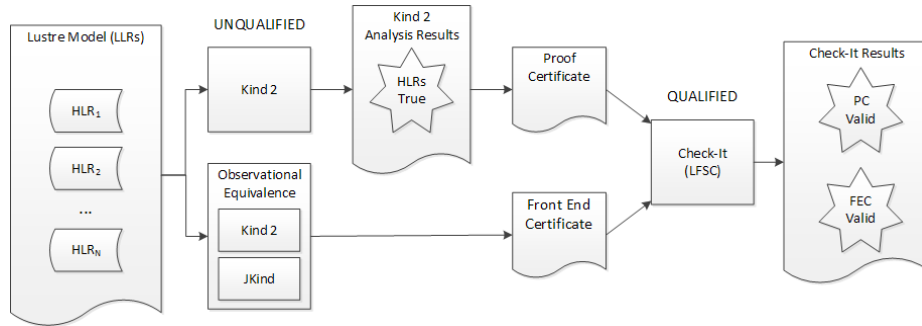 Lustre Model (LLRs)
HLR1
HLR2
...
HLRN
UNQUALIFIED
Kind 2
Observational
Equivalence
Kind 2
JKind
Kind 2
Analysis Results
HLRs
True
Proof
Certificate
Front End
Certificate
QUALIFIED
Check-It
(LFSC)
Check-It Results
PC
Valid
FEC
Valid